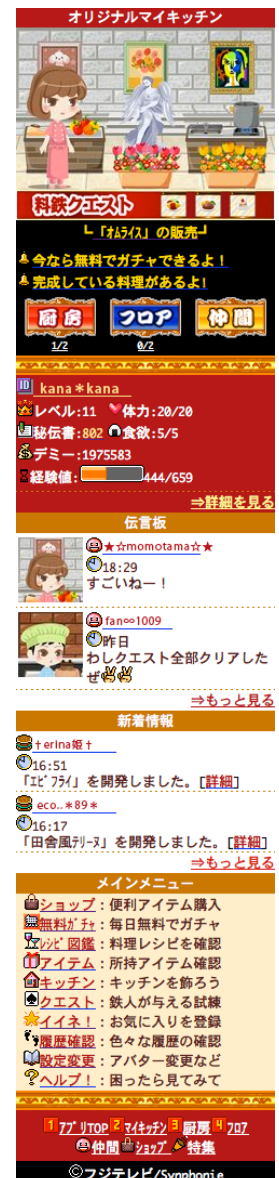 オリジナルマイキッチン
料鉄クエスト
┗「オムライス」の販売┛
今なら無料でガチャできるよ！
完成している料理があるよ！
厨房 フロア 仲間
1/2 0/2
ID kana＊kana
レベル:11 体力:20/20
秘伝書:802 食欲:5/5
デミー:1975583
経験値:444/659
⇒詳細を見る
伝言板
★☆momotama☆★
18:29
すごいねー！
fan∞1009
昨日
わしクエスト全部クリアしたぜ✌✌
⇒もっと見る
新着情報
†erina姫†
16:51
「エビフライ」を開発しました。[詳細]
eco..＊89＊
16:17
「田舎風テリーヌ」を開発しました。[詳細]
⇒もっと見る
メインメニュー
ショップ：便利アイテム購入
無料ガチャ：毎日無料でガチャ
レシピ図鑑：料理レシピを確認
アイテム：所持アイテム確認
キッチン：キッチンを飾ろう
クエスト：鉄人が与える試練
イイネ！：お気に入りを登録
履歴確認：色々な履歴の確認
設定変更：アバター変更など
ヘルプ！：困ったら見てみて
1アプリTOP 2マイキッチン 3厨房 4フロア
仲間 ショップ 特集
©フジテレビ/Synphonie